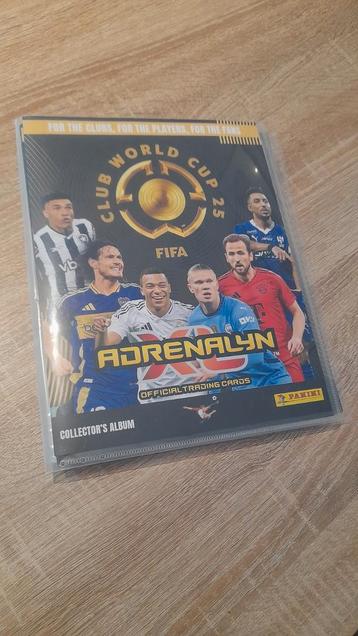 FOR THE CLUBS, FOR THE PLAYERS, FOR THE FANS
CLUB WORLD CUP 25
FIFA
ADRENALYN
XL
OFFICIAL TRADING CARDS
COLLECTOR'S ALBUM
PANINI